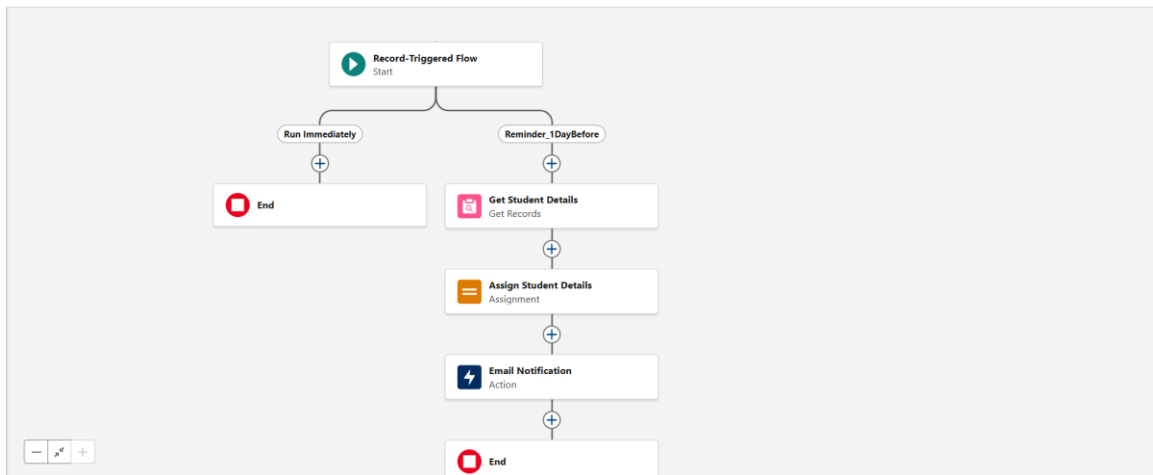 Record-Triggered Flow
Start
Run Immediately
Reminder_1DayBefore
End
Get Student Details
Get Records
Assign Student Details
Assignment
Email Notification
Action
End